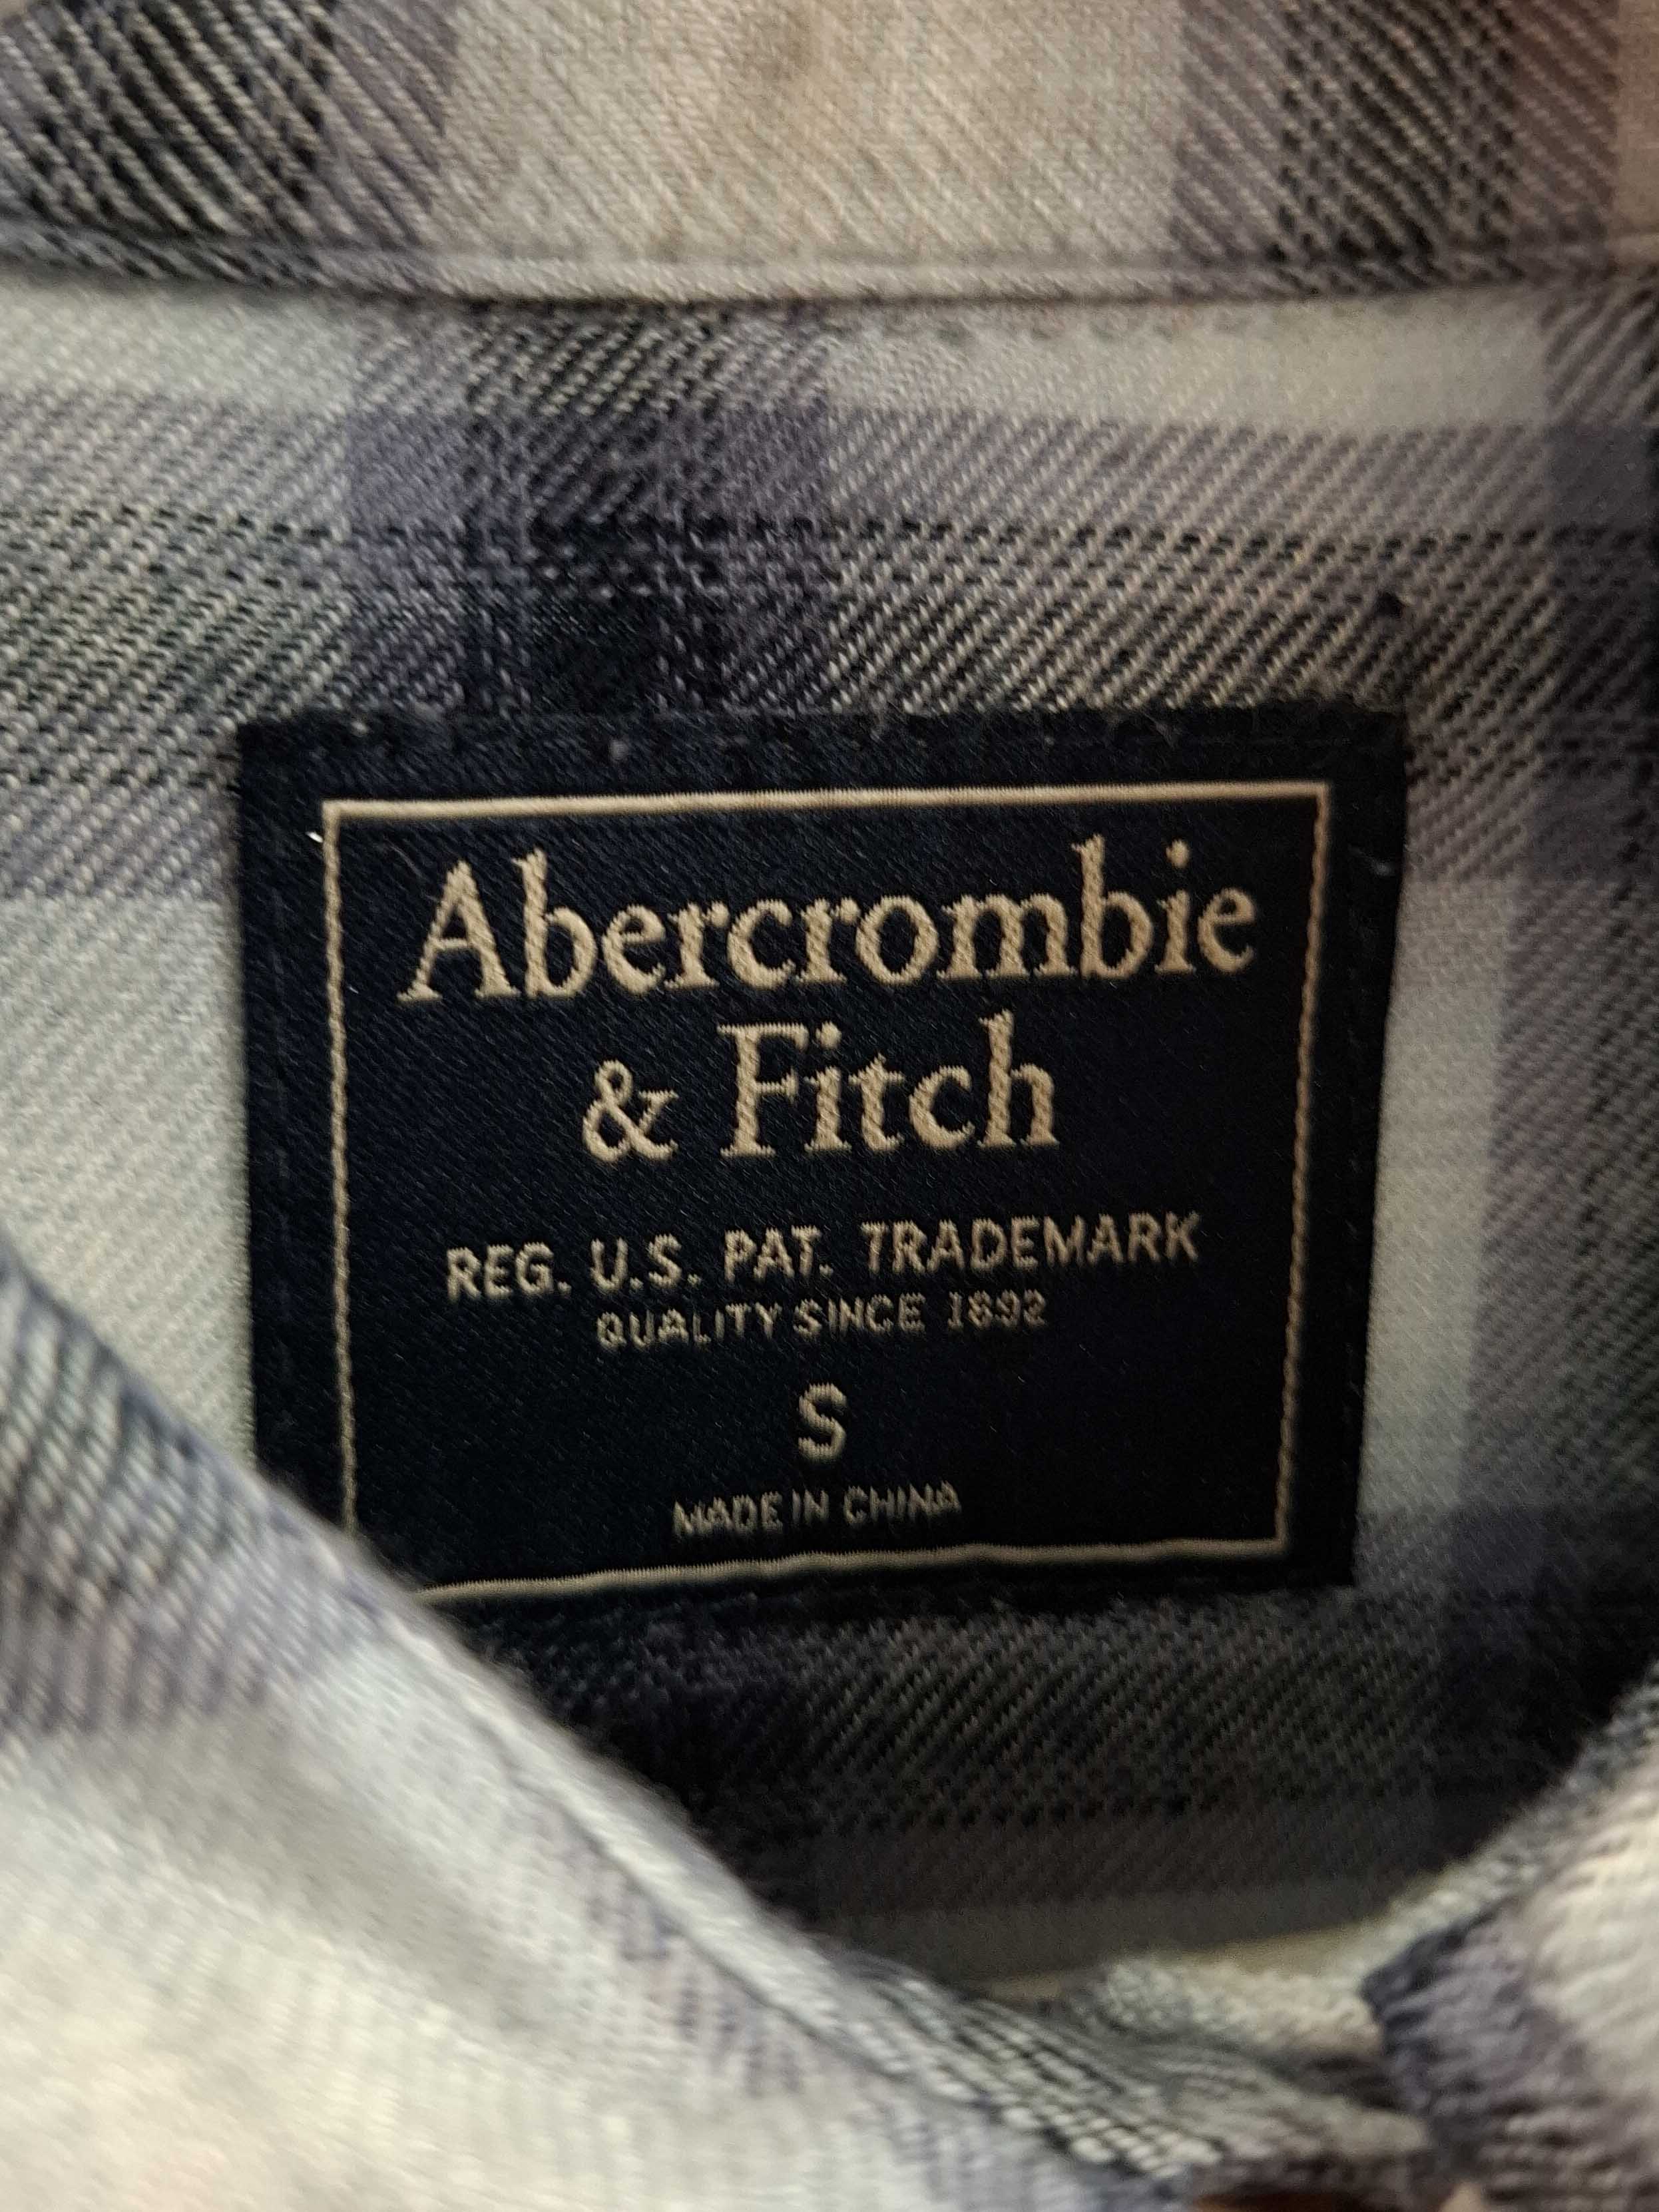 Abercrombie
& Fitch
REG. U.S. PAT. TRADEMARK
QUALITY SINCE 1892
S
MADE IN CHINA